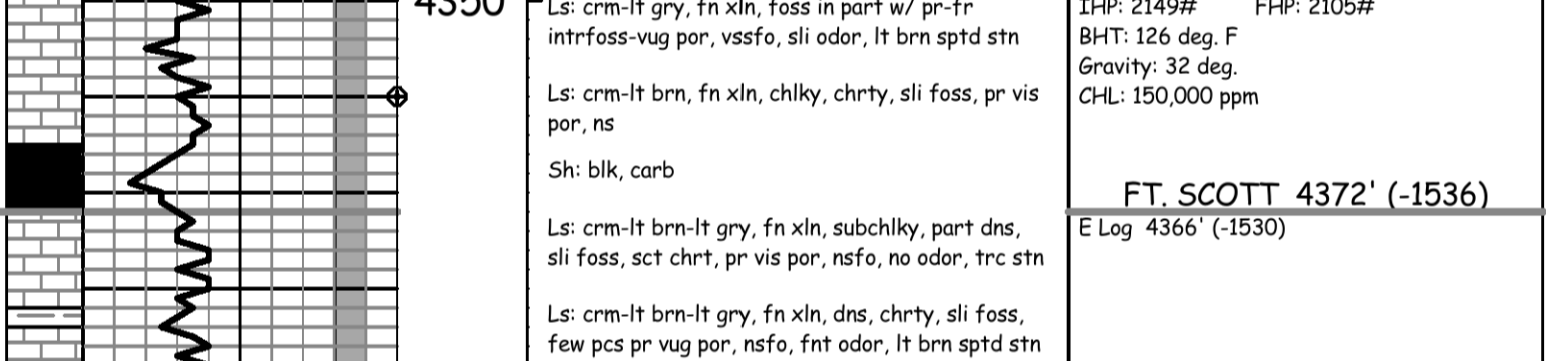 4350
Ls: crm-lt gry, fn xln, foss in part w/ pr-fr
intrfoss-vug por, vssfo, sli odor, lt brn sptd stn
Ls: crm-lt brn, fn xln, chlky, chrty, sli foss, pr vis
por, ns
Sh: blk, carb
Ls: crm-lt brn-lt gry, fn xln, subchlky, part dns,
sli foss, sct chrt, pr vis por, nsfo, no odor, trc stn
Ls: crm-lt brn-lt gry, fn xln, dns, chrty, sli foss,
few pcs pr vug por, nsfo, fnt odor, lt brn sptd stn
IHP: 2149# FHP: 2105#
BHT: 126 deg. F
Gravity: 32 deg.
CHL: 150,000 ppm
FT. SCOTT 4372' (-1536)
E Log 4366' (-1530)